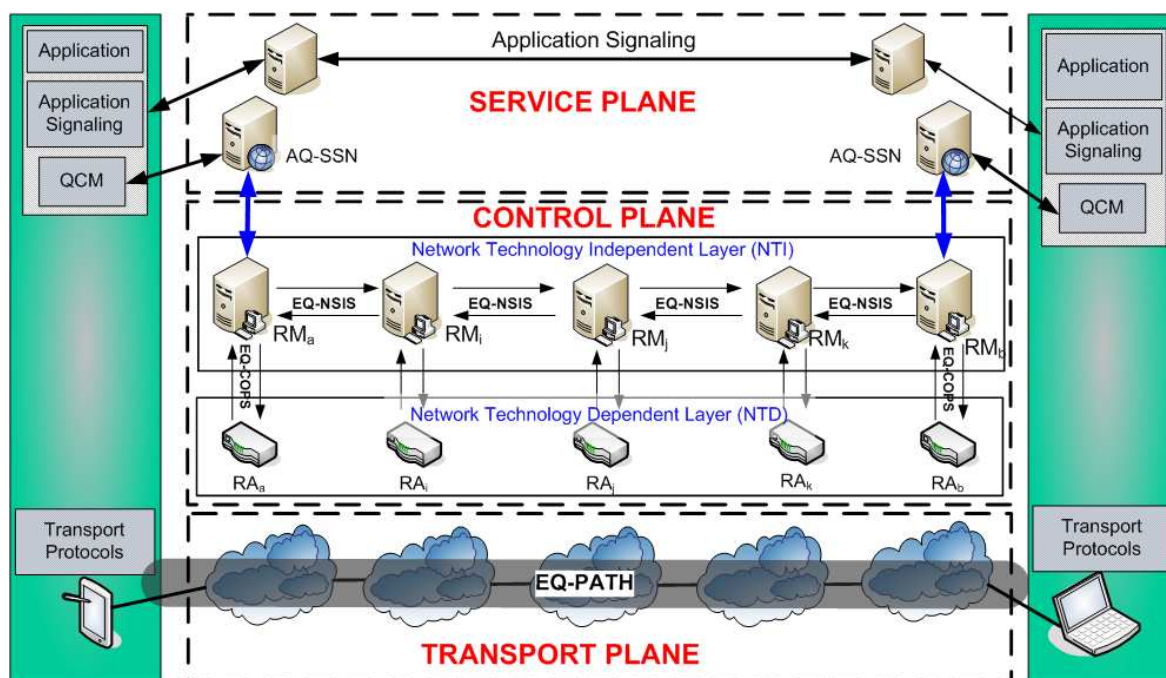 Application
Application
Signaling
QCM
Application Signaling
SERVICE PLANE
AQ-SSN
AQ-SSN
Application
Application
Signaling
QCM
CONTROL PLANE
Network Technology Independent Layer (NTI)
EQ-NSIS
EQ-NSIS
EQ-NSIS
EQ-NSIS
RMa
RMi
RMj
RMk
RMb
EQ-COPS
EQ-COPS
Network Technology Dependent Layer (NTD)
RAa
RAi
RAj
RAk
RAb
Transport
Protocols
EQ-PATH
TRANSPORT PLANE
Transport
Protocols